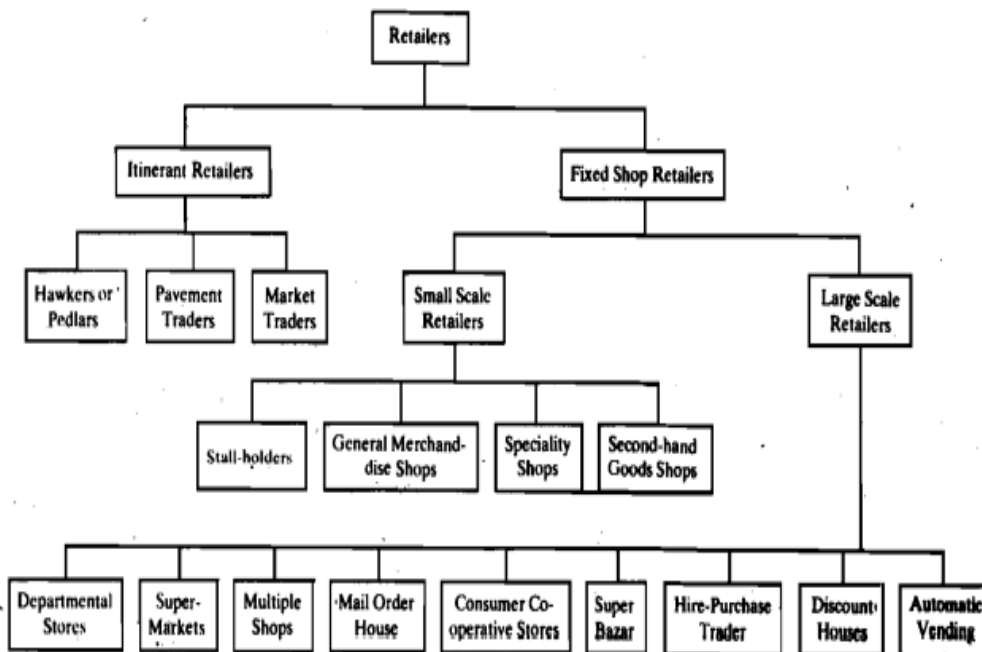 Retailers
Itinerant Retailers
Fixed Shop Retailers
Hawkers or
Pedlars
Pavement
Traders
Market
Traders
Small Scale
Retailers
Large Scale
Retailers
Stall-holders
General Merchan-
dise Shops
Speciality
Shops
Second-hand
Goods Shops
Departmental
Stores
Super-
Markets
Multiple
Shops
Mail Order
House
Consumer Co-
operative Stores
Super
Bazar
Hire-Purchase
Trader
Discount
Houses
Automatic
Vending